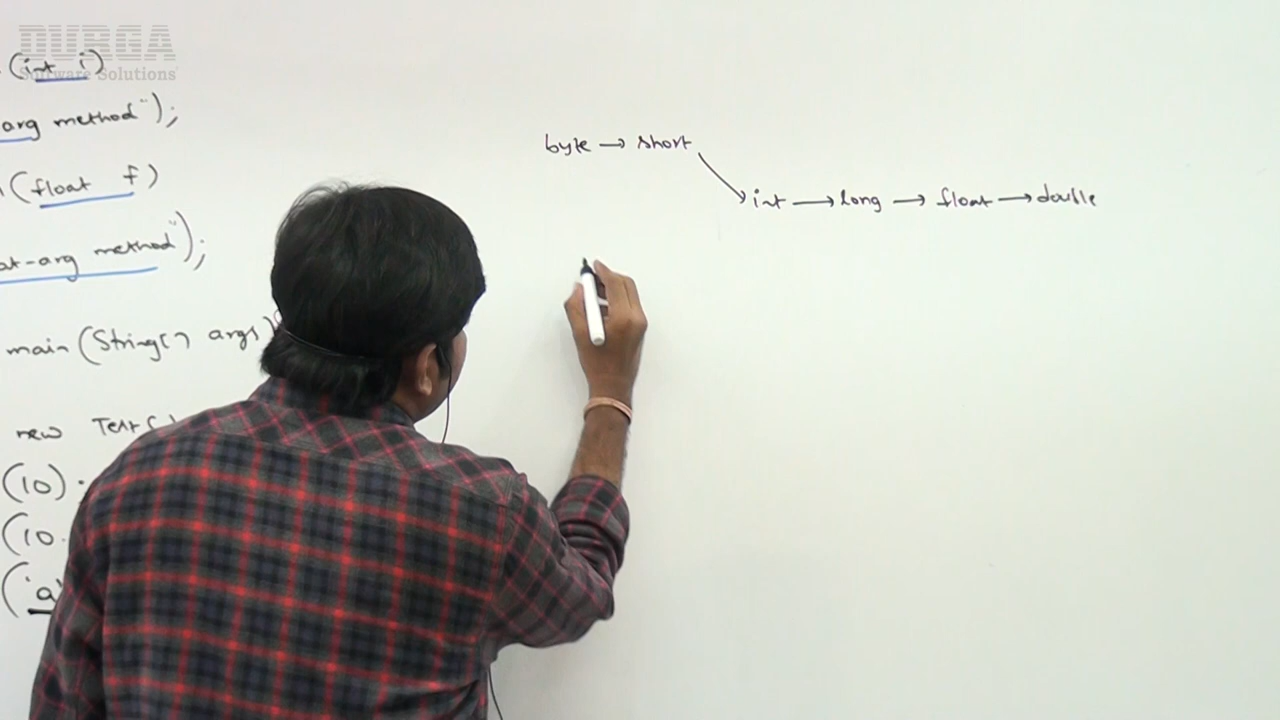 DURGA
Software Solutions
(int i)
arg method");
(float f)
at-arg method");
main (String[] args)
new Test(
(10).
(10.
('a'
byte → short
int → long → float → double